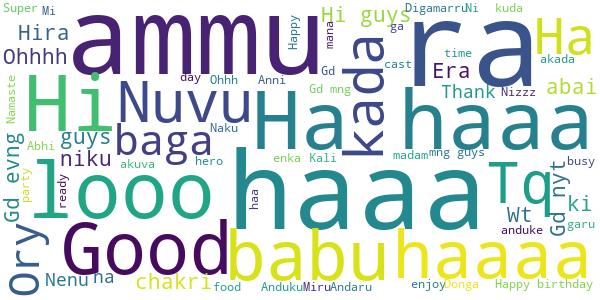 Super
Mi
ammu
Hi guys
Digamarru
Ni
kuda
Hira
Happy
mana
ga
ra
Ha
Ohhhh
kada
cast
time
akada
Era
Hi
day
Ohhh
Anni
Gd
Gd mng
Thank
Nizzz
abai
Namaste
Nuvu
Naku
Ha
haaa
Gd evng
guys
baga
Abhi
niku
akuva
hero
enka
Kali
madam
mng guys
busy
party
ready
looo
haa
haaa
Tq
Gd nyt
ki
Wt
anduke
garu
ory
Good
babu
haaaa
Nenu
na
chakri
food
Anduku
Miru
Andaru
enjoy
Donga
Happy birthday